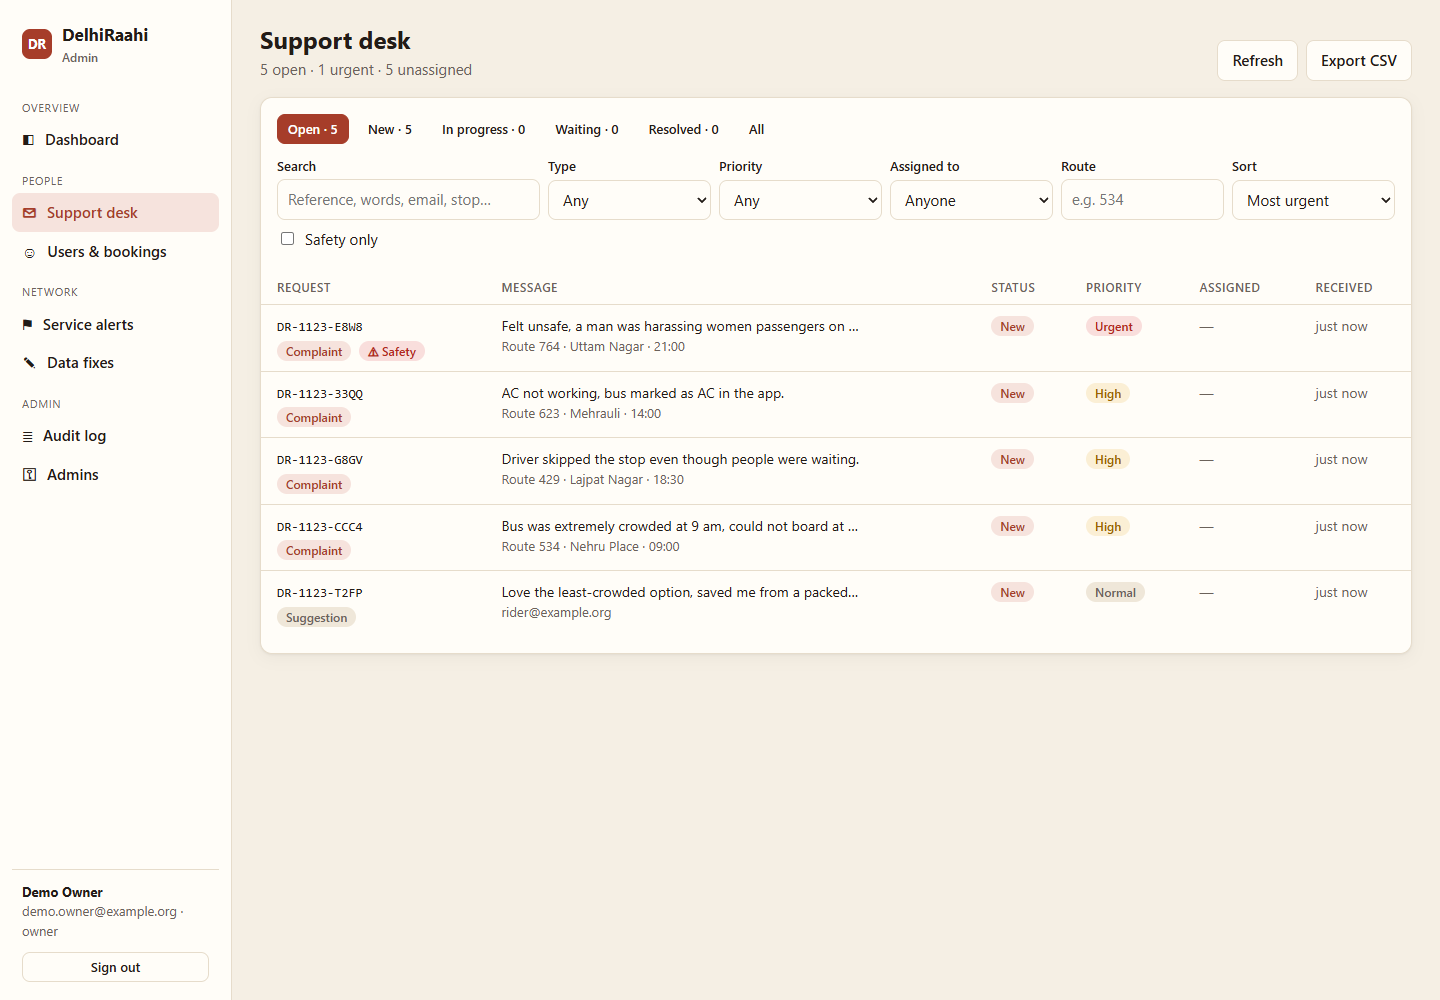 DR
DelhiRaahi
Admin
OVERVIEW
Dashboard
PEOPLE
Support desk
Users & bookings
NETWORK
Service alerts
Data fixes
ADMIN
Audit log
Admins
Demo Owner
demo.owner@example.org ·
owner
Sign out
Support desk
5 open · 1 urgent · 5 unassigned
Refresh
Export CSV
Open · 5 New · 5 In progress · 0 Waiting · 0 Resolved · 0 All
Search Type Priority Assigned to Route Sort
Reference, words, email, stop... Any Any Anyone e.g. 534 Most urgent
Safety only
REQUEST MESSAGE STATUS PRIORITY ASSIGNED RECEIVED
DR-1123-E8W8 Felt unsafe, a man was harassing women passengers on ... New Urgent — just now
Complaint ⚠ Safety Route 764 · Uttam Nagar · 21:00
DR-1123-33QQ AC not working, bus marked as AC in the app. New High — just now
Complaint Route 623 · Mehrauli · 14:00
DR-1123-G8GV Driver skipped the stop even though people were waiting. New High — just now
Complaint Route 429 · Lajpat Nagar · 18:30
DR-1123-CCC4 Bus was extremely crowded at 9 am, could not board at ... New High — just now
Complaint Route 534 · Nehru Place · 09:00
DR-1123-T2FP Love the least-crowded option, saved me from a packed... New Normal — just now
Suggestion rider@example.org